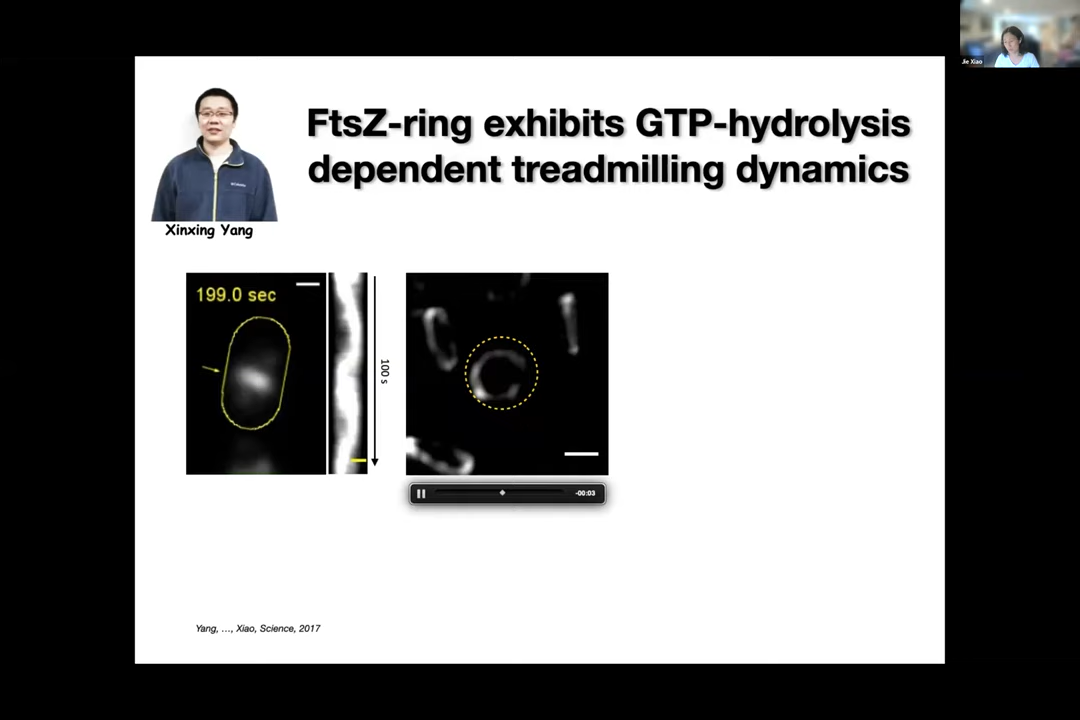 Jie Xiao
FtsZ-ring exhibits GTP-hydrolysis
dependent treadmilling dynamics
Xinxing Yang
199.0 sec
100 s
-00:03
Yang, ..., Xiao, Science, 2017